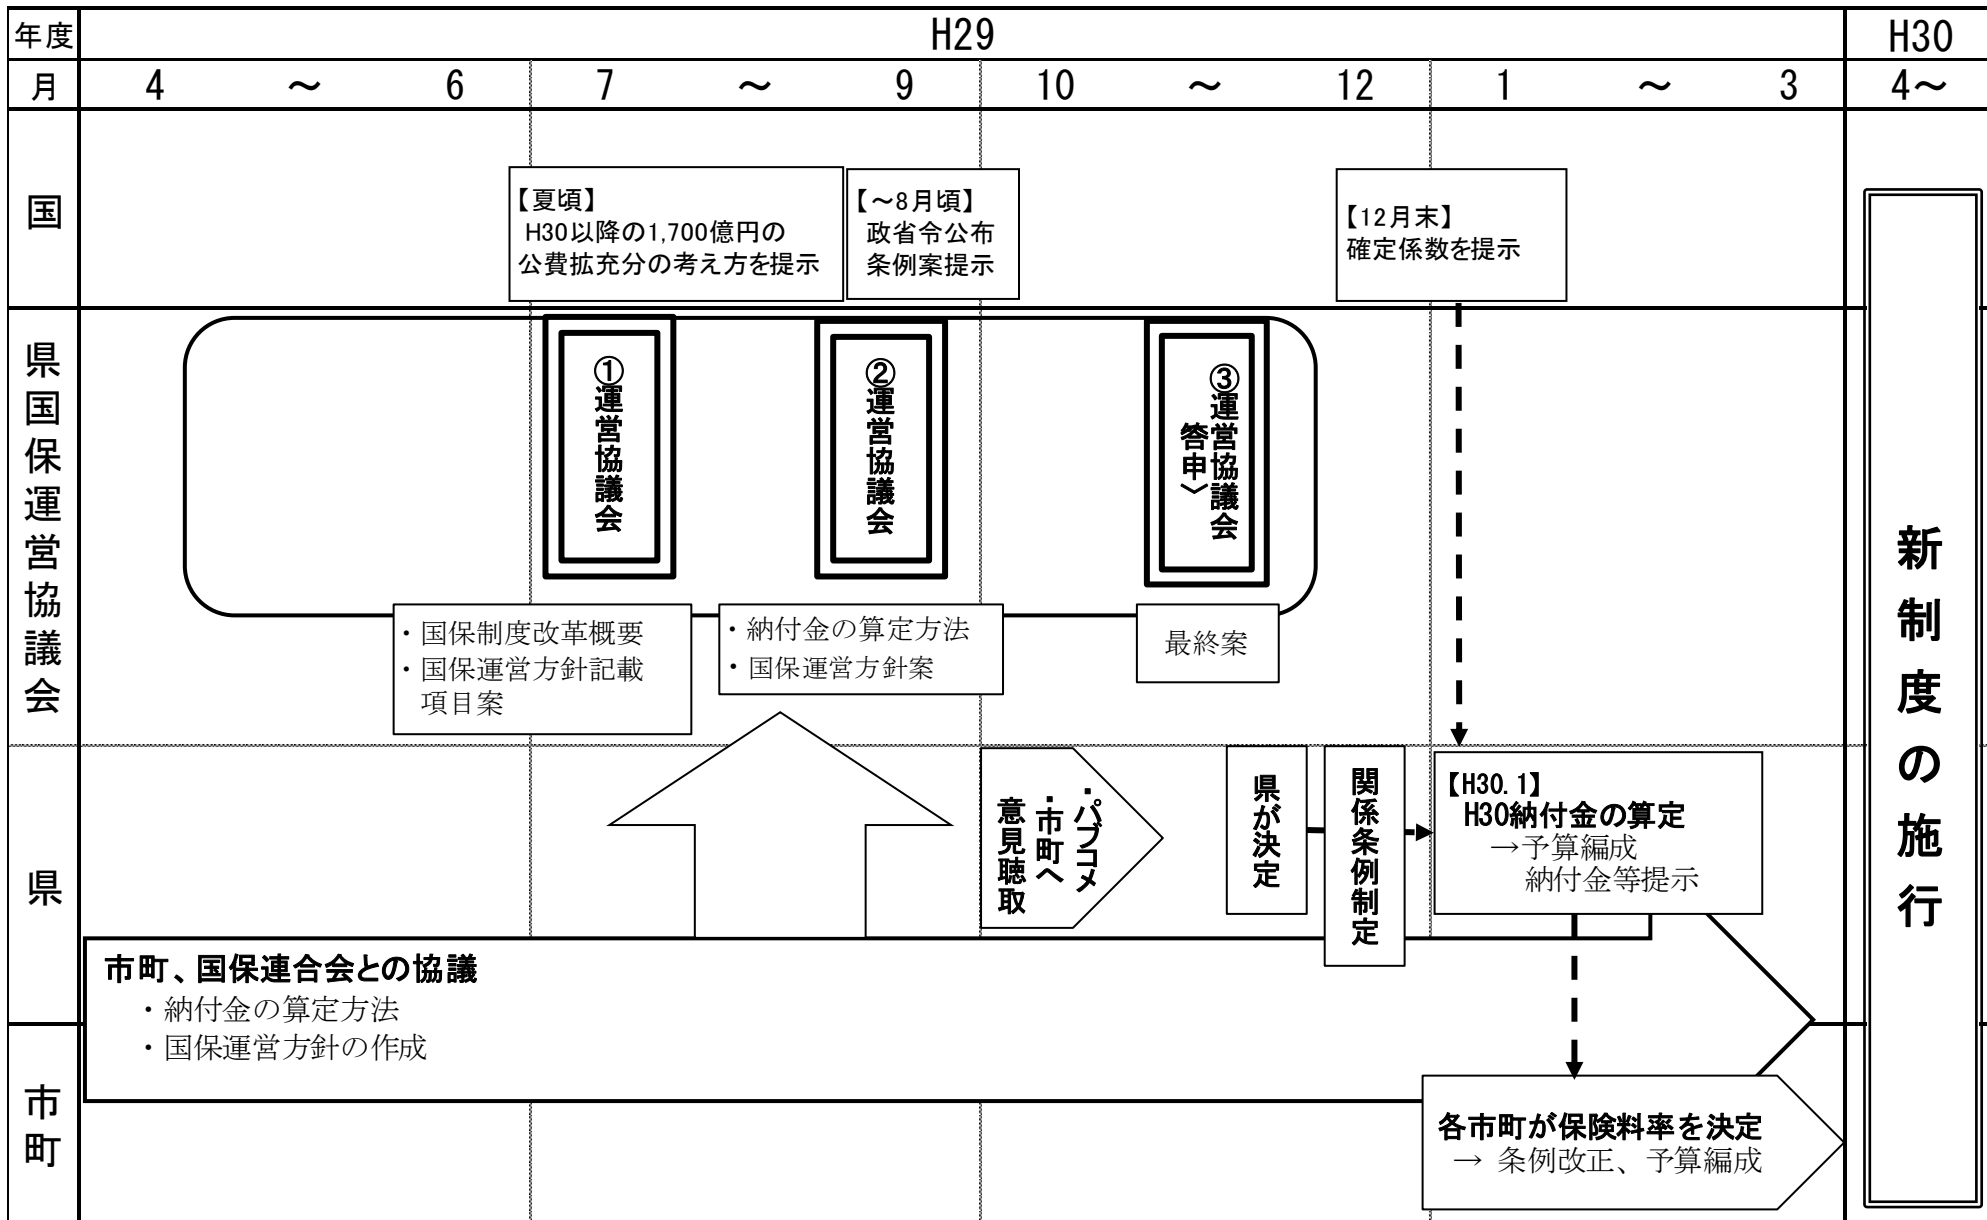 年度 H29 H30
月 4 ～ 6 7 ～ 9 10 ～ 12 1 ～ 3 4～
国
【夏頃】
H30以降の1,700億円の
公費拡充分の考え方を提示
【～8月頃】
政省令公布
条例案提示
【12月末】
確定係数を提示
県国保運営協議会
①運営協議会
②運営協議会
③運営協議会
答申〉
・国保制度改革概要
・国保運営方針記載
項目案
・納付金の算定方法
・国保運営方針案
最終案
県
・パブコメ
・市町へ
意見聴取
県が決定
関係条例制定
【H30.1】
H30納付金の算定
→予算編成
納付金等提示
市町、国保連合会との協議
・納付金の算定方法
・国保運営方針の作成
市町
各市町が保険料率を決定
→ 条例改正、予算編成
新制度の施行